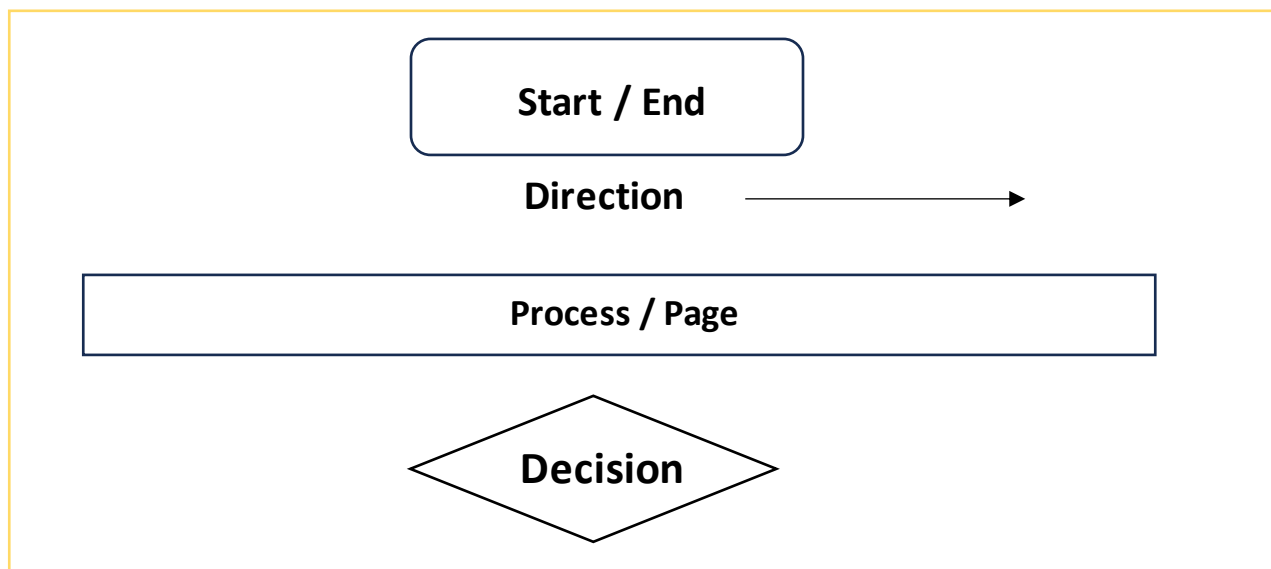 Start / End
Direction
Process / Page
Decision